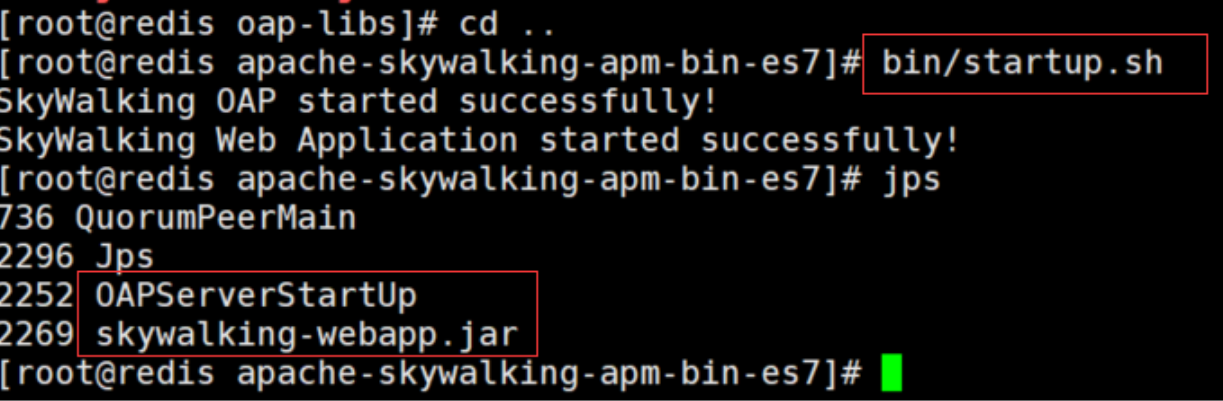 [root@redis oap-libs]# cd ..
[root@redis apache-skywalking-apm-bin-es7]# bin/startup.sh
SkyWalking OAP started successfully!
SkyWalking Web Application started successfully!
[root@redis apache-skywalking-apm-bin-es7]# jps
736 QuorumPeerMain
2296 Jps
2252 OAPServerStartUp
2269 skywalking-webapp.jar
[root@redis apache-skywalking-apm-bin-es7]#